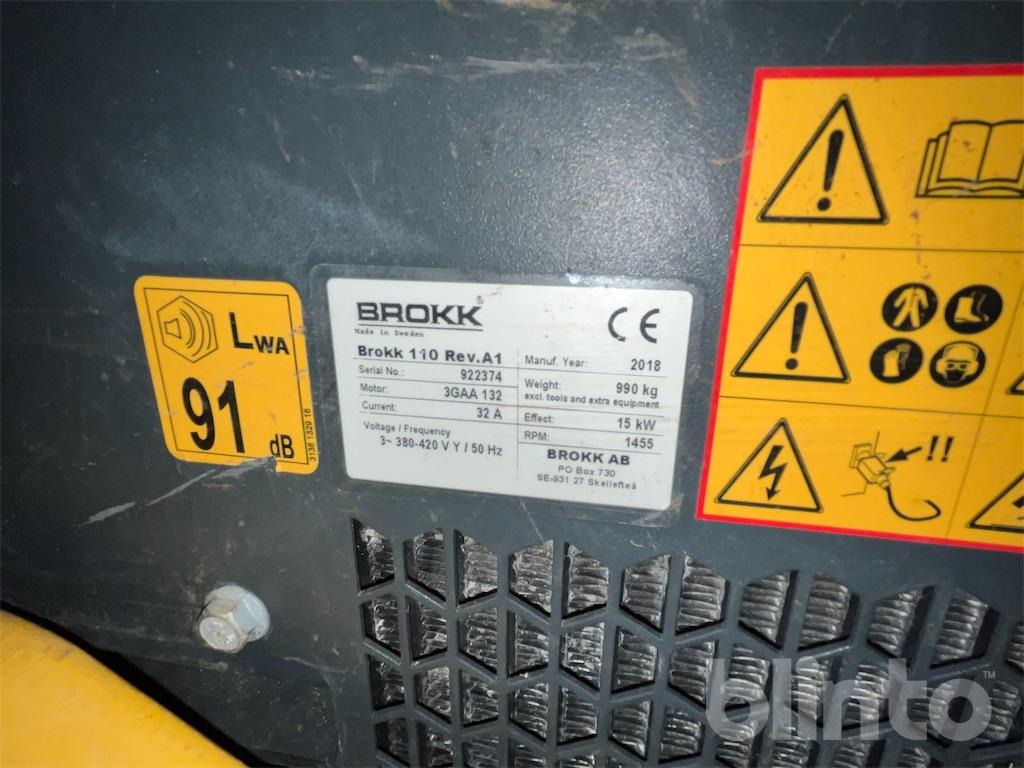 LWA
91 dB
3136 1329 16
BROKK®
Made in Sweden
CE
Brokk 110 Rev.A1
Serial No.: 922374
Motor: 3GAA 132
Current: 32 A
Voltage / Frequency
3~ 380-420 V Y / 50 Hz
Manuf. Year: 2018
Weight: 990 kg
excl. tools and extra equipment
Effect: 15 kW
RPM: 1455
BROKK AB
PO Box 730
SE-931 27 Skellefteå
!!
blinto™